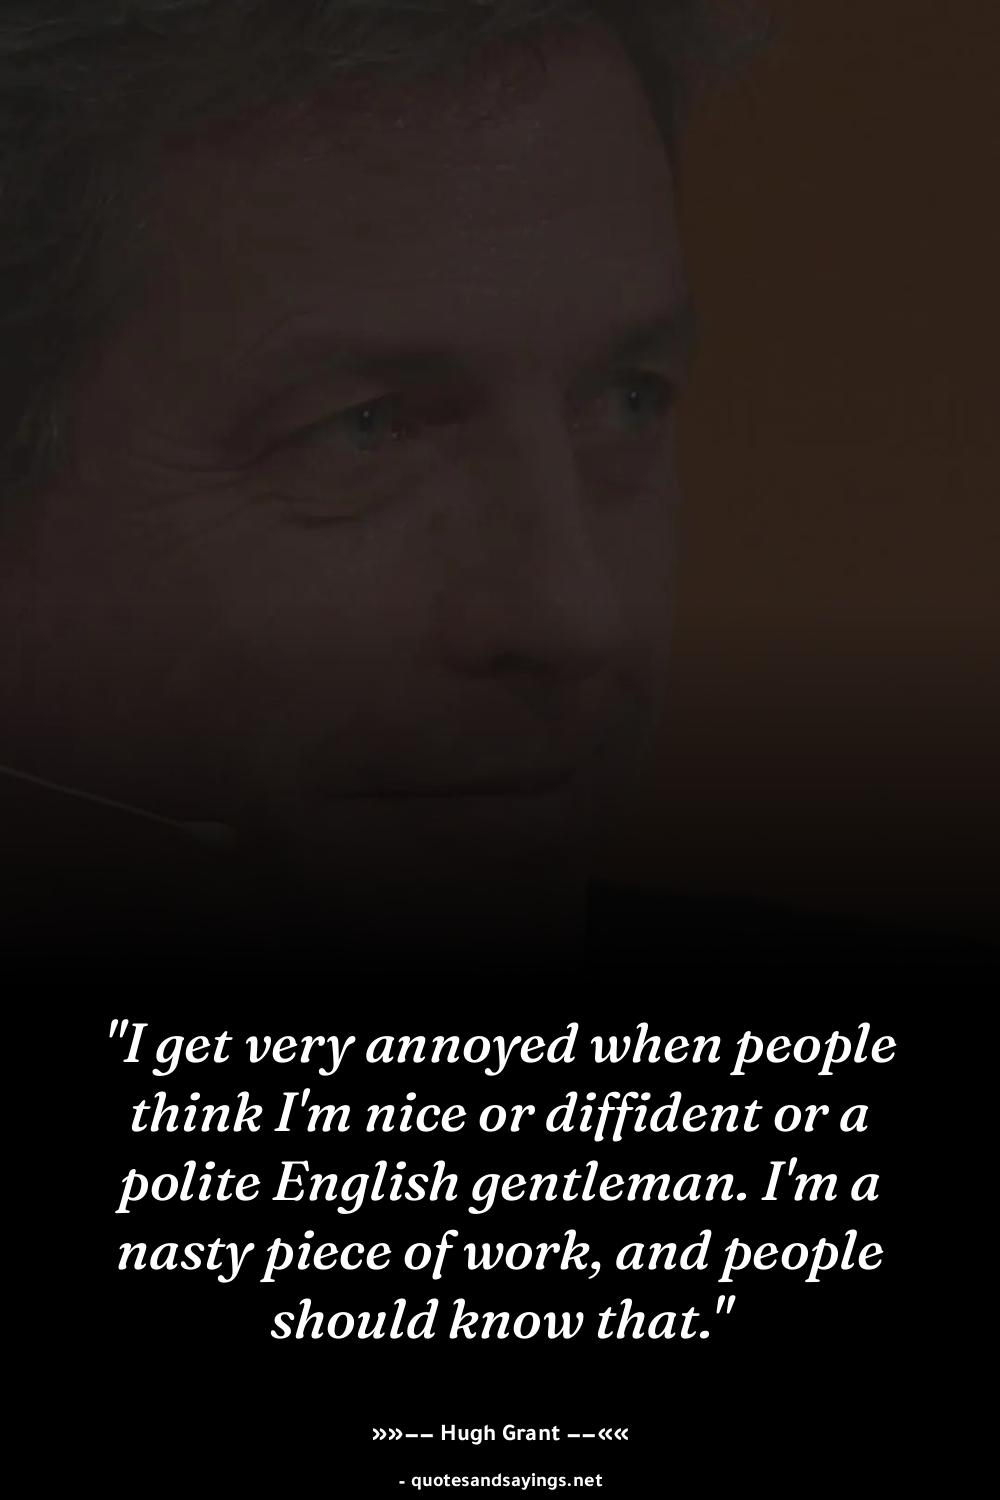 "I get very annoyed when people
think I'm nice or diffident or a
polite English gentleman. I'm a
nasty piece of work, and people
should know that."
»»-- Hugh Grant --««
- quotesandsayings.net